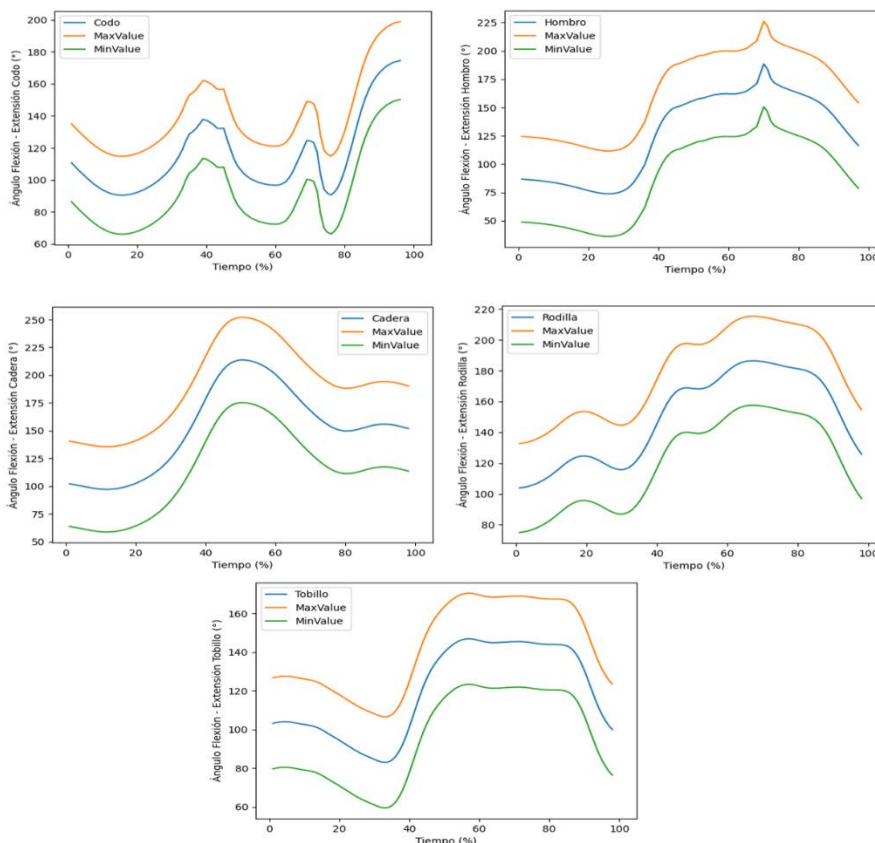 Ángulo Flexión - Extensión Codo (°)
200
180
160
140
120
100
80
60
Codo
MaxValue
MinValue
0 20 40 60 80 100
Tiempo (%)
Ángulo Flexión - Extensión Hombro (°)
225
200
175
150
125
100
75
50
Hombro
MaxValue
MinValue
0 20 40 60 80 100
Tiempo (%)
Ángulo Flexión - Extensión Cadera (°)
250
225
200
175
150
125
100
75
50
Cadera
MaxValue
MinValue
0 20 40 60 80 100
Tiempo (%)
Ángulo Flexión - Extensión Rodilla (°)
220
200
180
160
140
120
100
80
Rodilla
MaxValue
MinValue
0 20 40 60 80 100
Tiempo (%)
Ángulo Flexión - Extensión Tobillo (°)
160
140
120
100
80
60
Tobillo
MaxValue
MinValue
0 20 40 60 80 100
Tiempo (%)